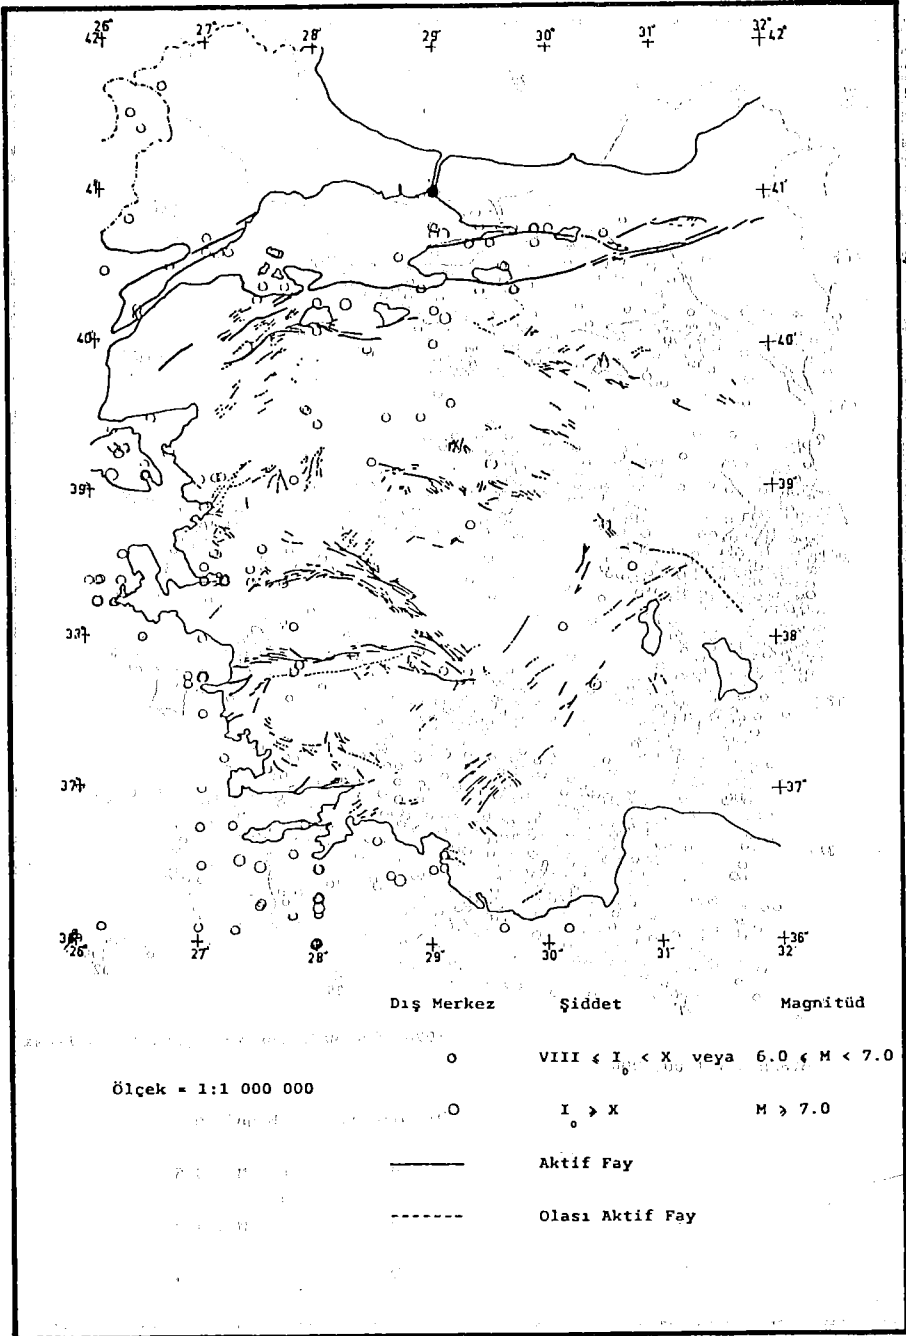 26° 27° 28° 29° 30° 31° 32°
42 42°
41 41°
40 40°
39 39°
38
37 37°
36 36°
26° 27 28° 29 30° 31 32
Dış Merkez Şiddet Magnitüd
o VIII ≤ I₀ < X veya 6.0 ≤ M < 7.0
Ölçek = 1:1 000 000
O I₀ ≥ X M ≥ 7.0
Aktif Fay
Olası Aktif Fay